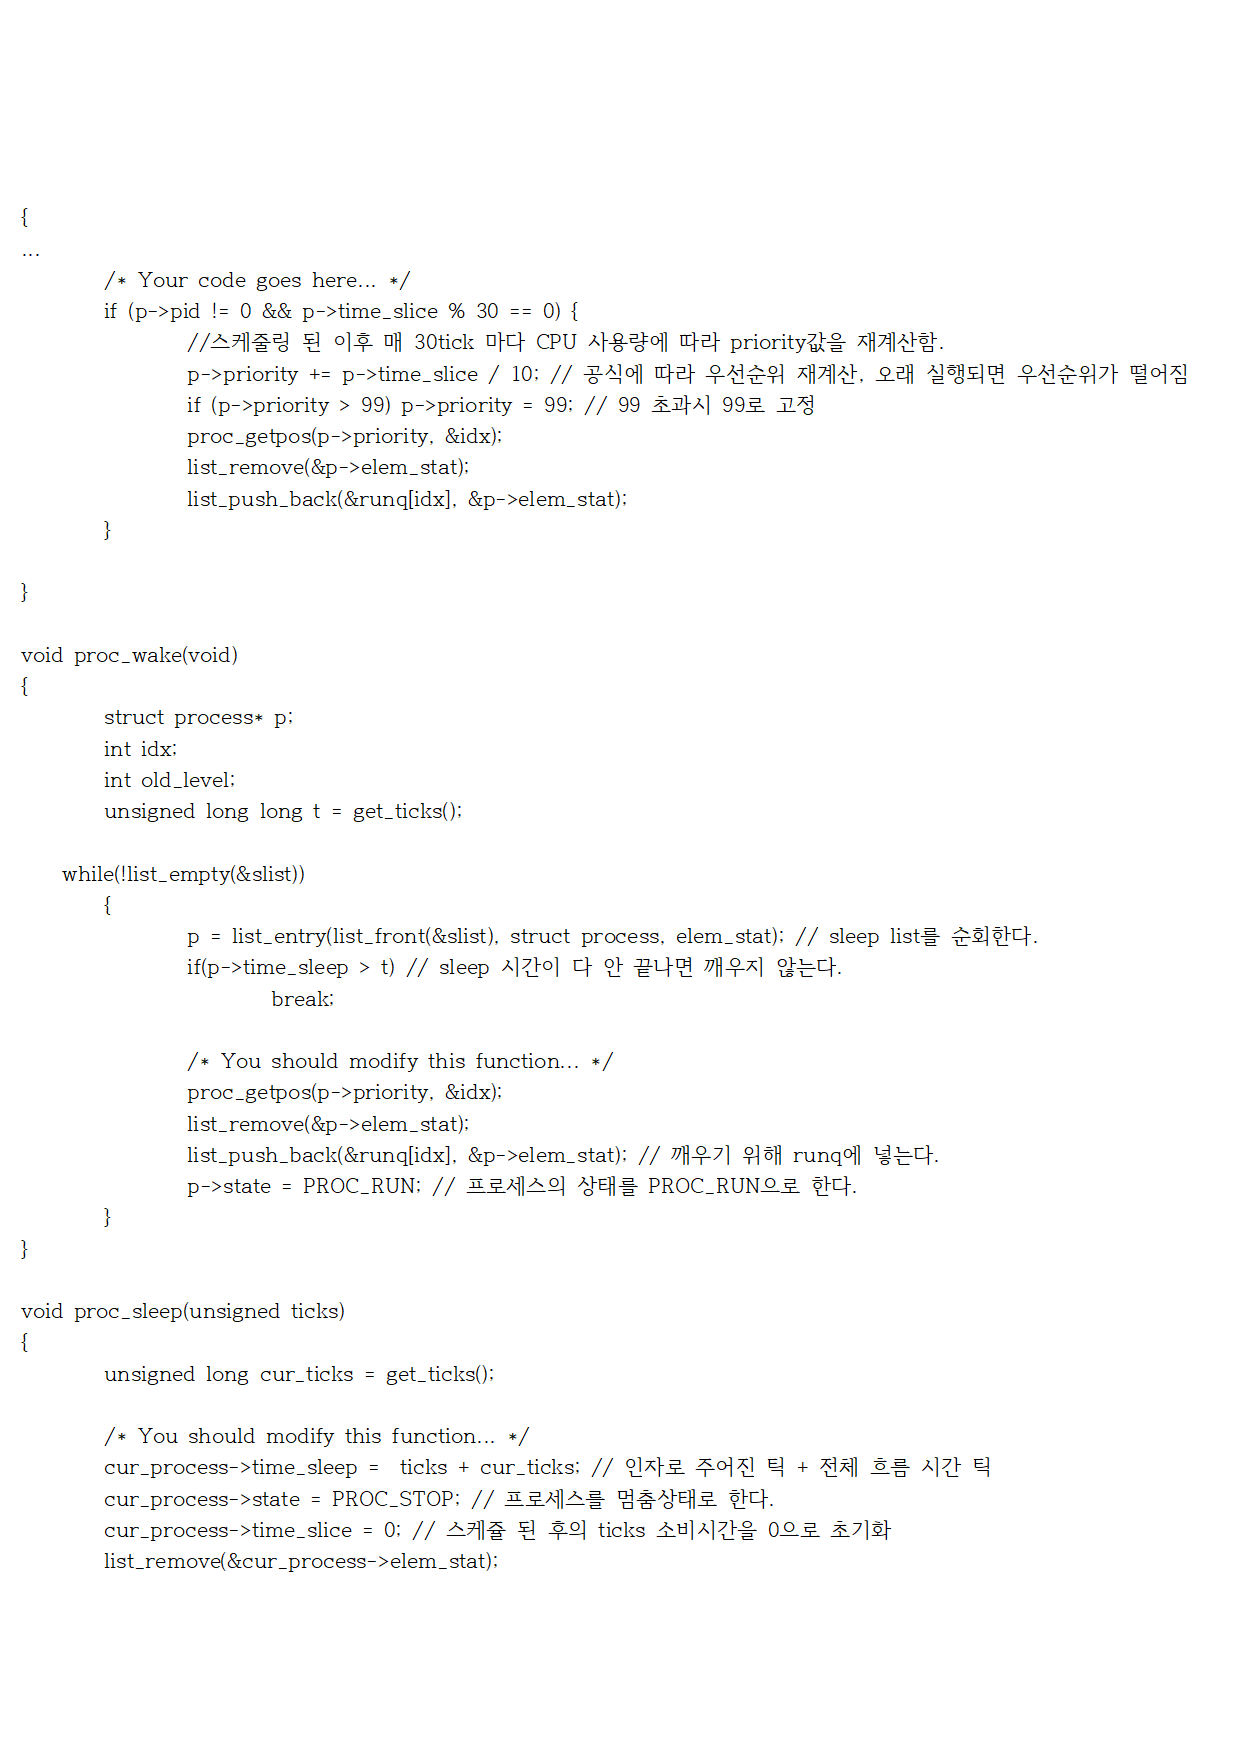 {
...
/* Your code goes here... */
if (p->pid != 0 && p->time_slice % 30 == 0) {
//스케줄링 된 이후 매 30tick 마다 CPU 사용량에 따라 priority값을 재계산함.
p->priority += p->time_slice / 10; // 공식에 따라 우선순위 재계산, 오래 실행되면 우선순위가 떨어짐
if (p->priority > 99) p->priority = 99; // 99 초과시 99로 고정
proc_getpos(p->priority, &idx);
list_remove(&p->elem_stat);
list_push_back(&runq[idx], &p->elem_stat);
}
}
void proc_wake(void)
{
struct process* p;
int idx;
int old_level;
unsigned long long t = get_ticks();
while(!list_empty(&slist))
{
p = list_entry(list_front(&slist), struct process, elem_stat); // sleep list를 순회한다.
if(p->time_sleep > t) // sleep 시간이 다 안 끝나면 깨우지 않는다.
break;
/* You should modify this function... */
proc_getpos(p->priority, &idx);
list_remove(&p->elem_stat);
list_push_back(&runq[idx], &p->elem_stat); // 깨우기 위해 runq에 넣는다.
p->state = PROC_RUN; // 프로세스의 상태를 PROC_RUN으로 한다.
}
}
void proc_sleep(unsigned ticks)
{
unsigned long cur_ticks = get_ticks();
/* You should modify this function... */
cur_process->time_sleep =  ticks + cur_ticks; // 인자로 주어진 틱 + 전체 흐름 시간 틱
cur_process->state = PROC_STOP; // 프로세스를 멈춤상태로 한다.
cur_process->time_slice = 0; // 스케쥴 된 후의 ticks 소비시간을 0으로 초기화
list_remove(&cur_process->elem_stat);